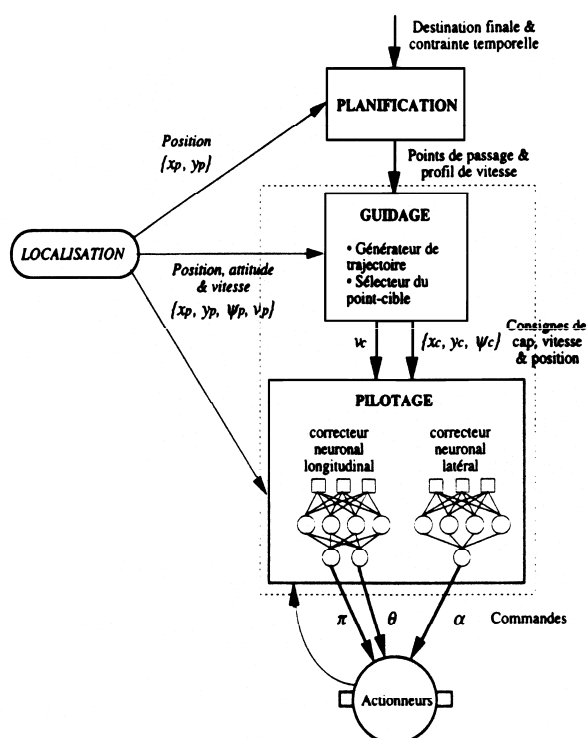 Destination finale &
contrainte temporelle
PLANIFICATION
Position
{xp, yp}
Points de passage &
profil de vitesse
GUIDAGE
• Générateur de
trajectoire
• Sélecteur du
point-cible
LOCALISATION
Position, attitude
& vitesse
{xp, yp, ψp, vp}
vc
{xc, yc, ψc}
Consignes de
cap, vitesse
& position
PILOTAGE
correcteur
neuronal
longitudinal
correcteur
neuronal
latéral
π
θ
α
Commandes
Actionneurs